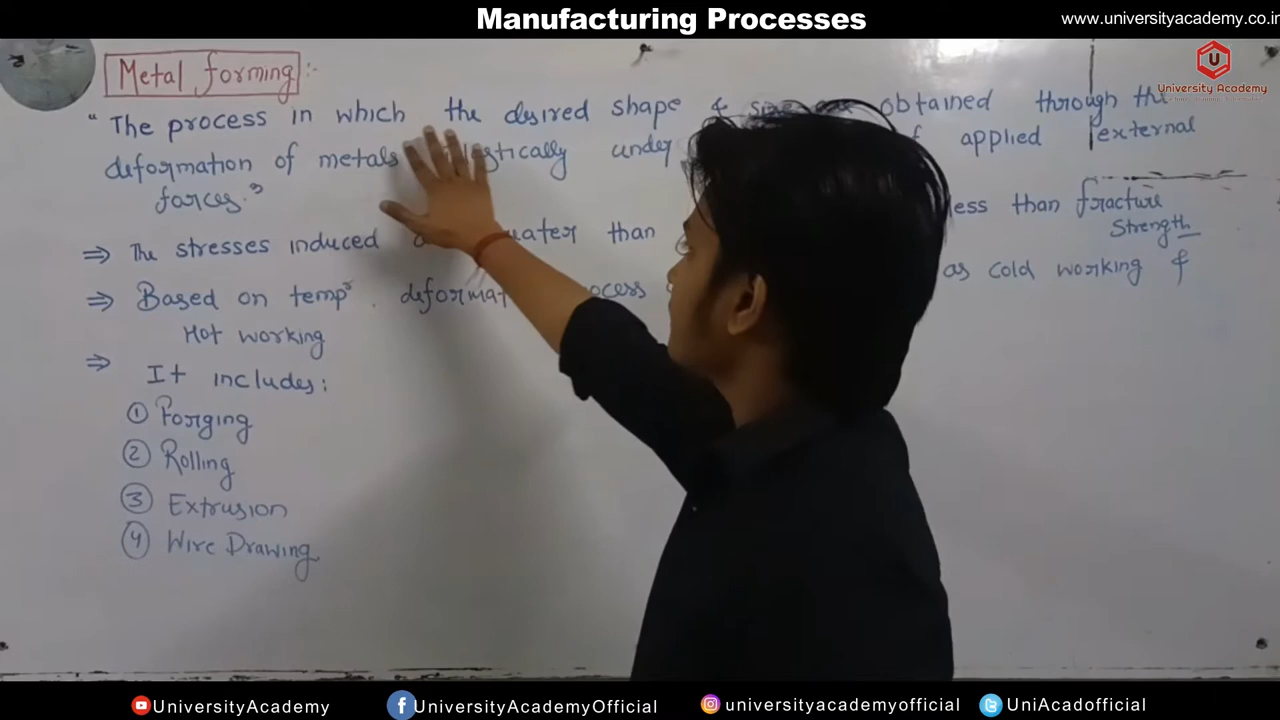 Manufacturing Processes
www.universityacademy.co.in
Metal forming :-
University Academy
"The process in which the desired shape & obtained through the
deformation of metals under applied external
forces."
⇒ The stresses induced than less than fracture
Strength
⇒ Based on temp^r. as cold working &
Hot working
⇒ It includes:
① Forging
② Rolling
③ Extrusion
④ Wire Drawing
/UniversityAcademy
/UniversityAcademyOfficial
/universityacademyofficial
/UniAcadofficial